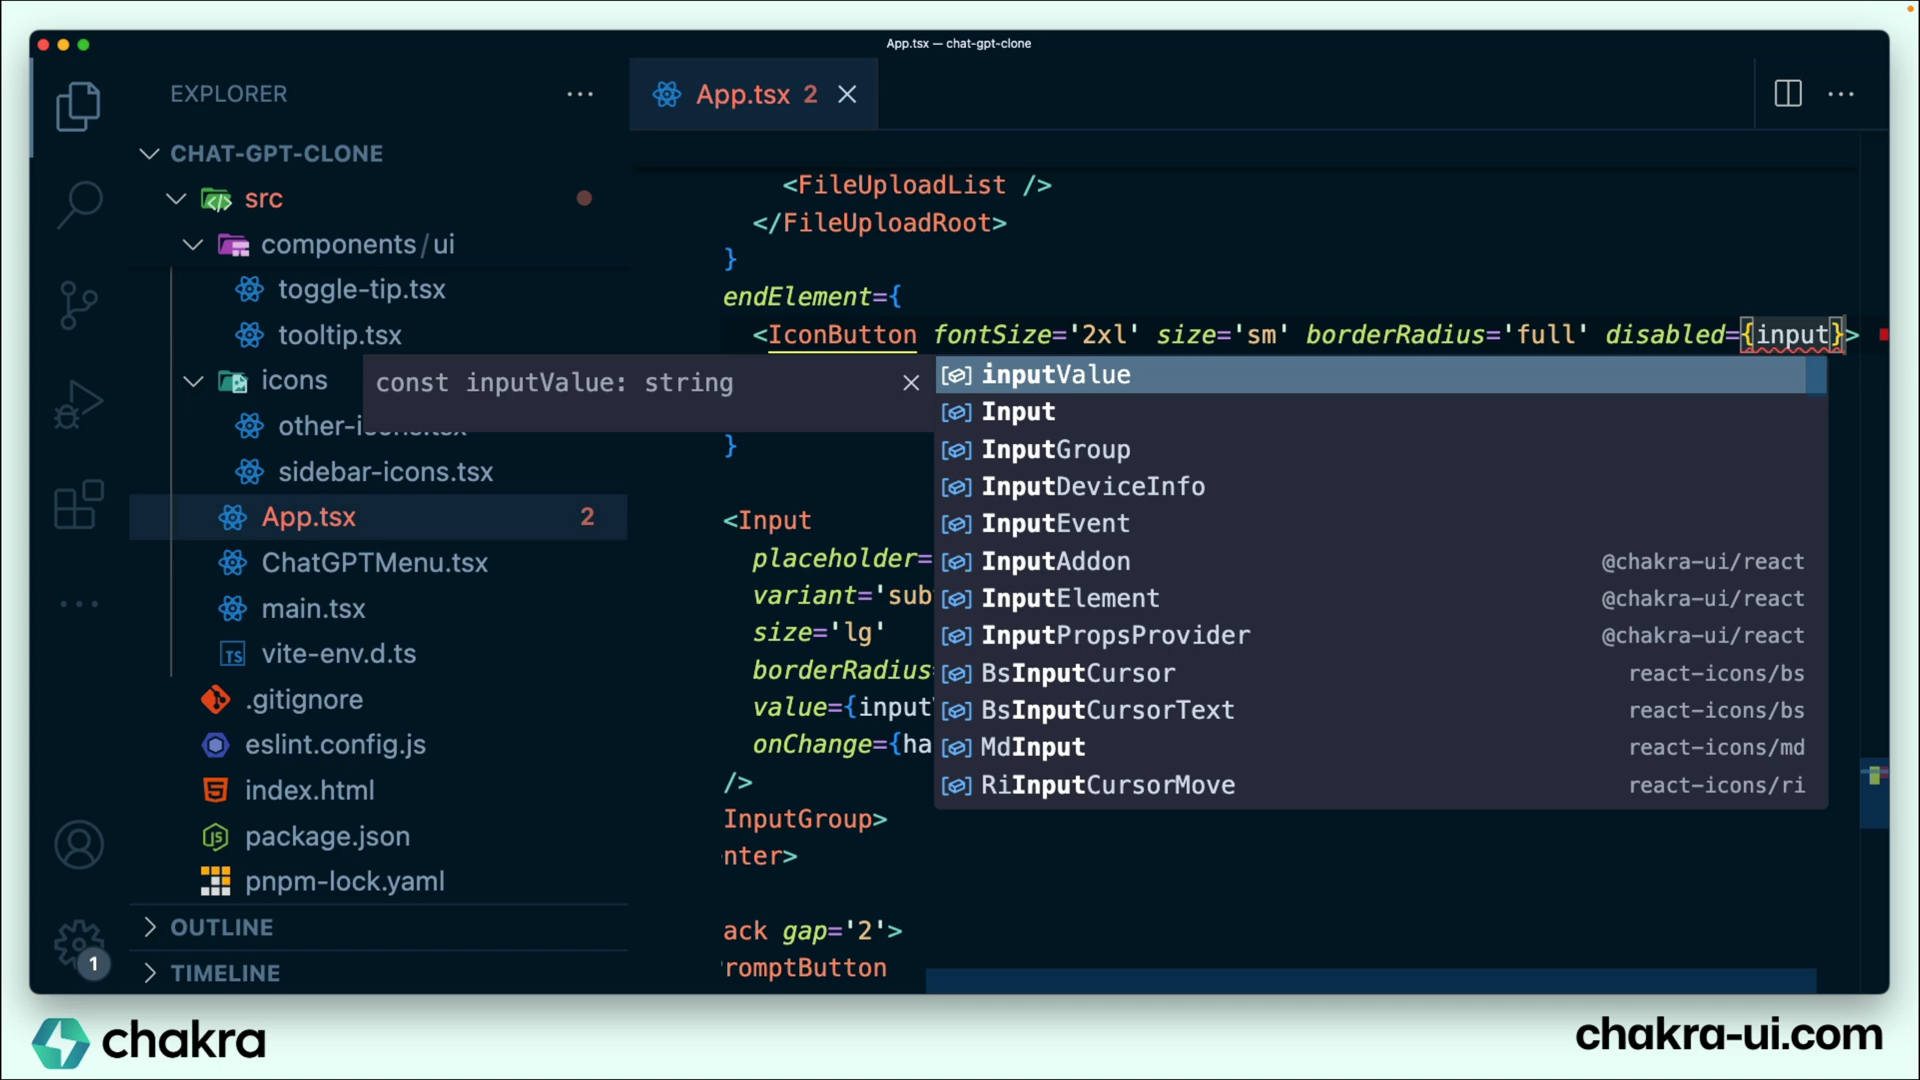 App.tsx — chat-gpt-clone
EXPLORER
CHAT-GPT-CLONE
src
components/ui
toggle-tip.tsx
tooltip.tsx
icons
sidebar-icons.tsx
App.tsx 2
ChatGPTMenu.tsx
main.tsx
TS vite-env.d.ts
.gitignore
eslint.config.js
index.html
package.json
pnpm-lock.yaml
OUTLINE
TIMELINE
1
App.tsx 2
<FileUploadList />
</FileUploadRoot>
}
endElement={
<IconButton fontSize='2xl' size='sm' borderRadius='full' disabled={input}>
const inputValue: string
}
<Input
placeholder=
variant='sub
size='lg'
borderRadius
value={input
onChange={ha
/>
InputGroup>
nter>
ack gap='2'>
romptButton
inputValue
Input
InputGroup
InputDeviceInfo
InputEvent
InputAddon @chakra-ui/react
InputElement @chakra-ui/react
InputPropsProvider @chakra-ui/react
BsInputCursor react-icons/bs
BsInputCursorText react-icons/bs
MdInput react-icons/md
RiInputCursorMove react-icons/ri
chakra
chakra-ui.com